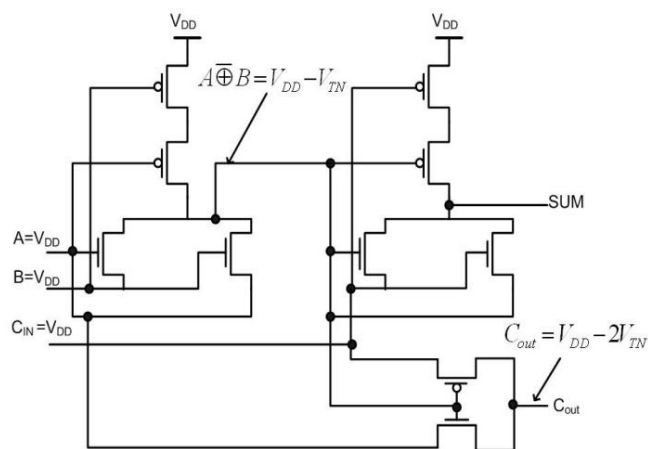 V_DD
V_DD
A⊕̅B=V_DD−V_TN
SUM
A=V_DD
B=V_DD
C_IN=V_DD
C_out=V_DD−2V_TN
C_out